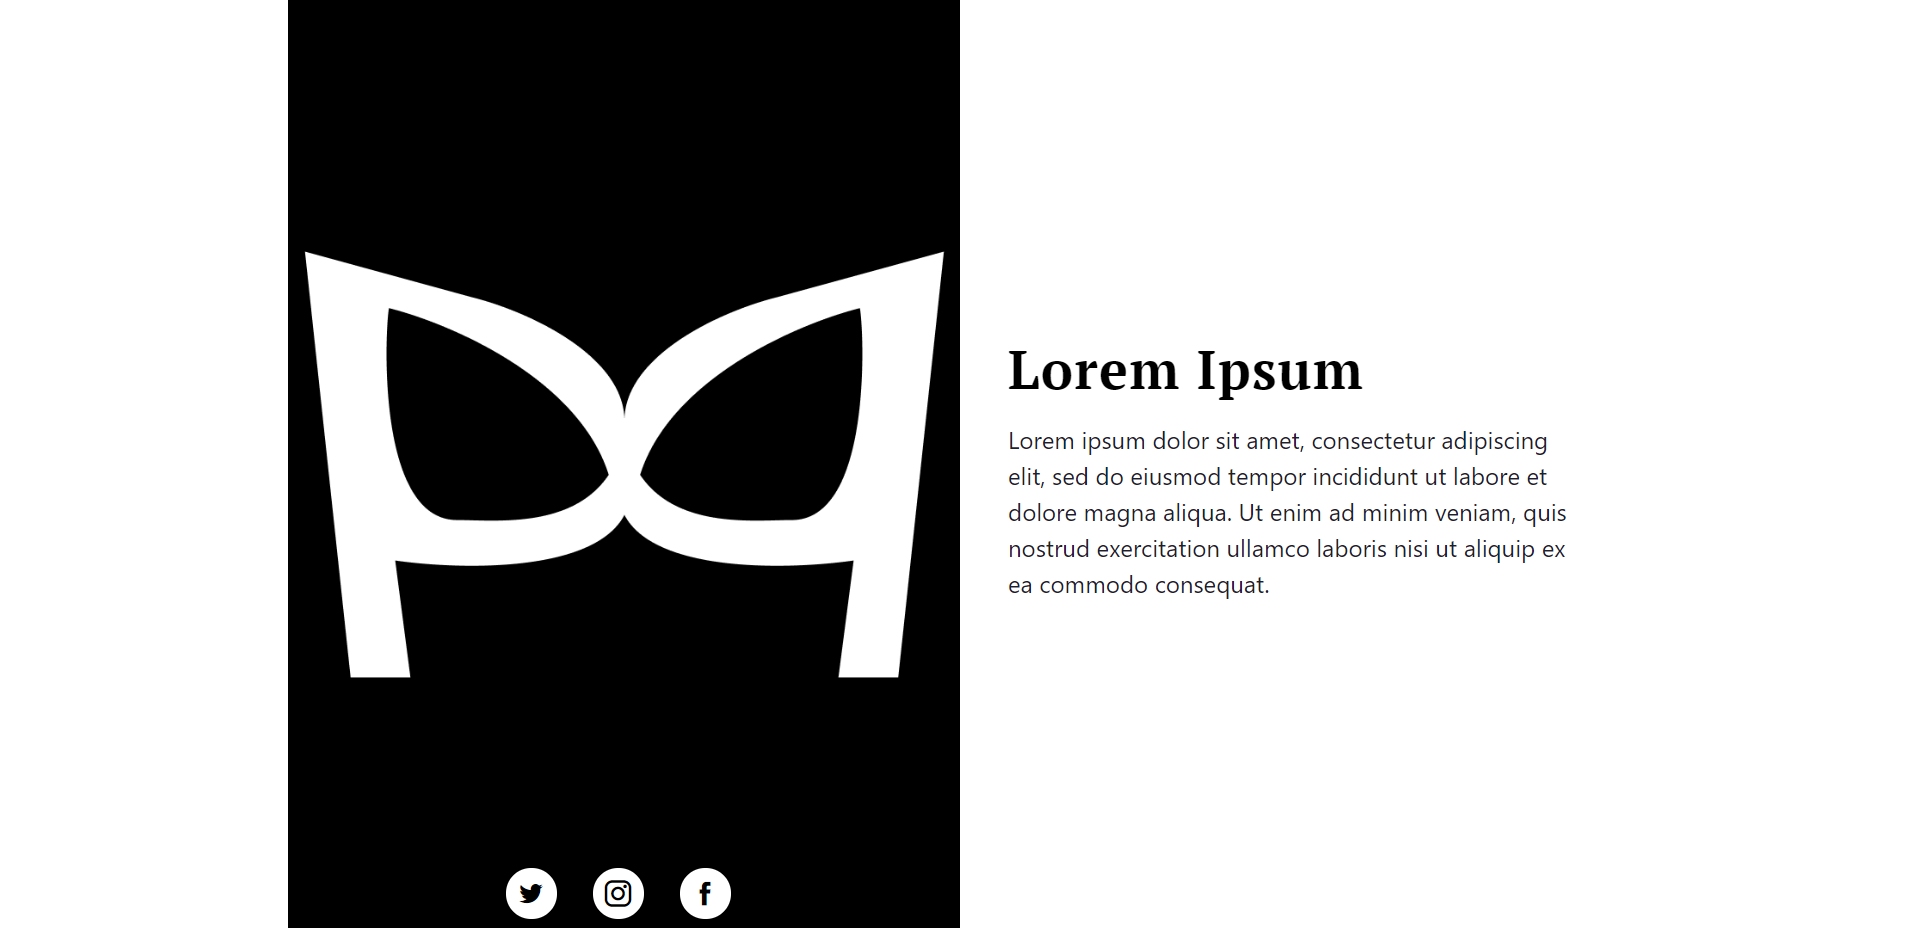 Lorem Ipsum
Lorem ipsum dolor sit amet, consectetur adipiscing
elit, sed do eiusmod tempor incididunt ut labore et
dolore magna aliqua. Ut enim ad minim veniam, quis
nostrud exercitation ullamco laboris nisi ut aliquip ex
ea commodo consequat.